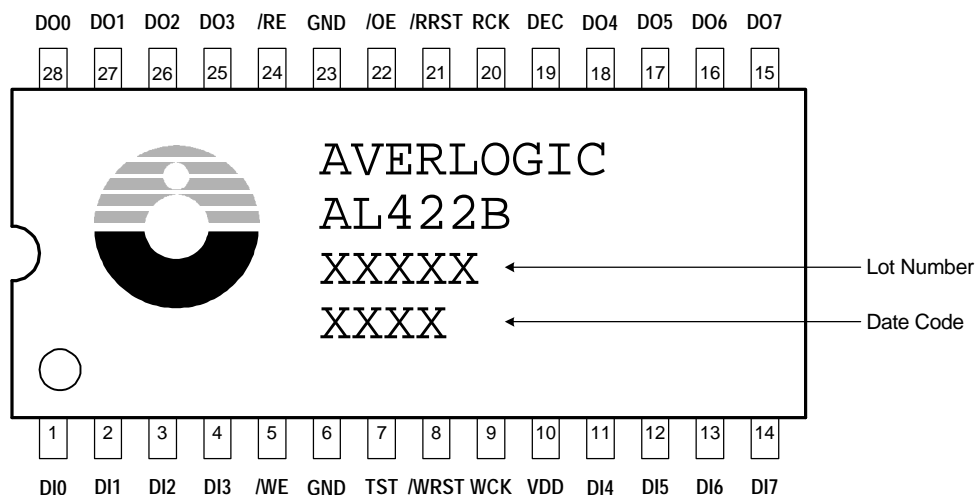 DO0 DO1 DO2 DO3 /RE GND /OE /RRST RCK DEC DO4 DO5 DO6 DO7
28 27 26 25 24 23 22 21 20 19 18 17 16 15
AVERLOGIC
AL422B
XXXXX
Lot Number
XXXX
Date Code
1 2 3 4 5 6 7 8 9 10 11 12 13 14
DI0 DI1 DI2 DI3 /WE GND TST /WRST WCK VDD DI4 DI5 DI6 DI7